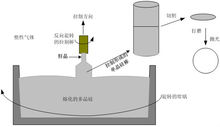 拉制方向
惰性气体
反向旋转
的拉制棒
籽晶
拉制形成的
单晶硅棒
熔化的多晶硅
旋转的坩埚
切割
打磨
抛光